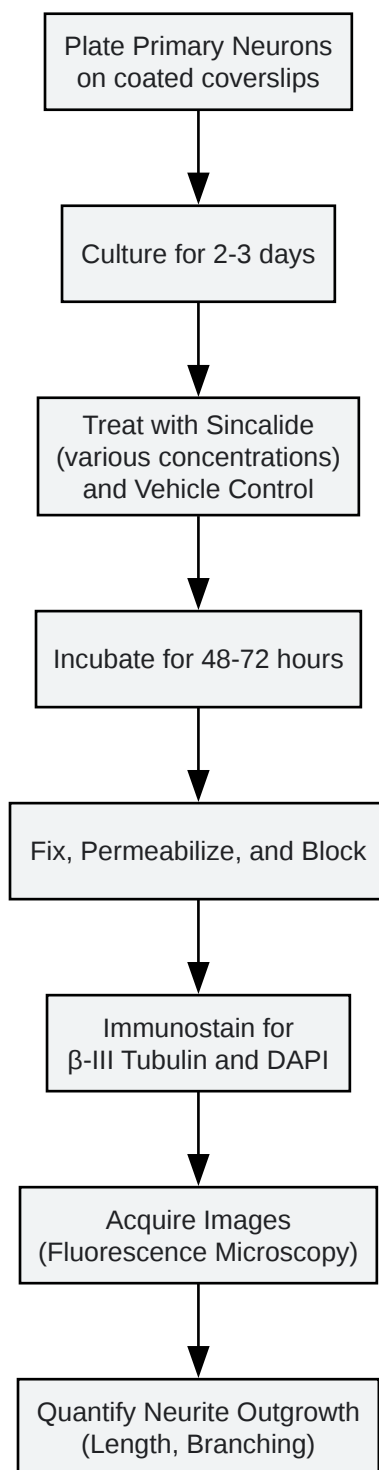 Plate Primary Neurons
on coated coverslips
Culture for 2-3 days
Treat with Sincalide
(various concentrations)
and Vehicle Control
Incubate for 48-72 hours
Fix, Permeabilize, and Block
Immunostain for
β-III Tubulin and DAPI
Acquire Images
(Fluorescence Microscopy)
Quantify Neurite Outgrowth
(Length, Branching)